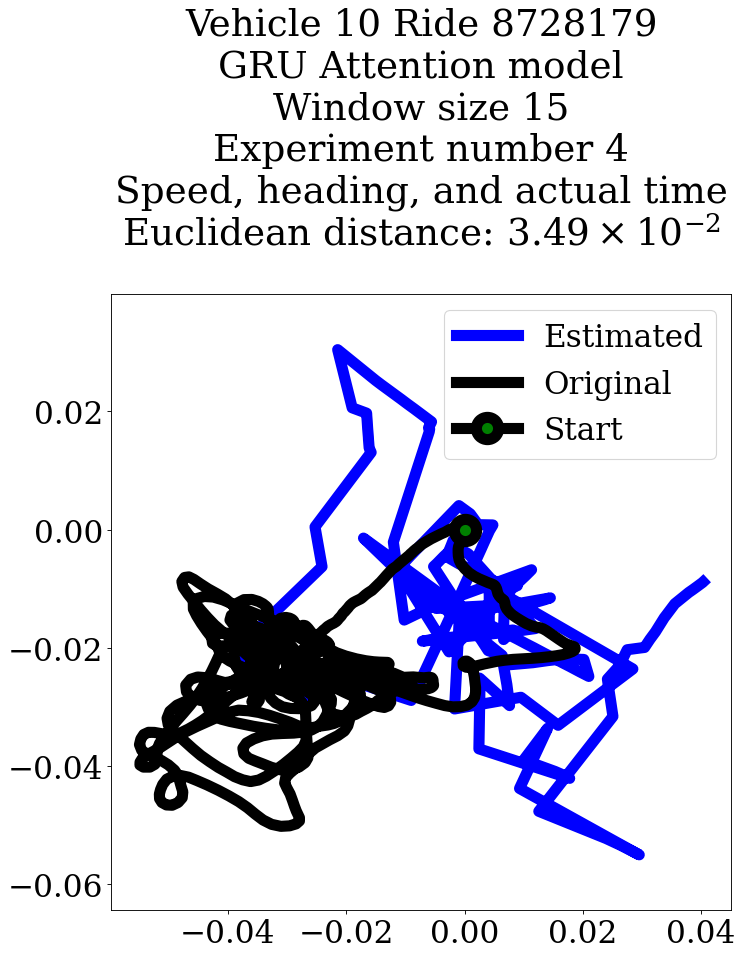 Vehicle 10 Ride 8728179
GRU Attention model
Window size 15
Experiment number 4
Speed, heading, and actual time
Euclidean distance: 3.49 × 10⁻²
Estimated
Original
Start
0.02
0.00
−0.02
−0.04
−0.06
−0.04 −0.02 0.00 0.02 0.04